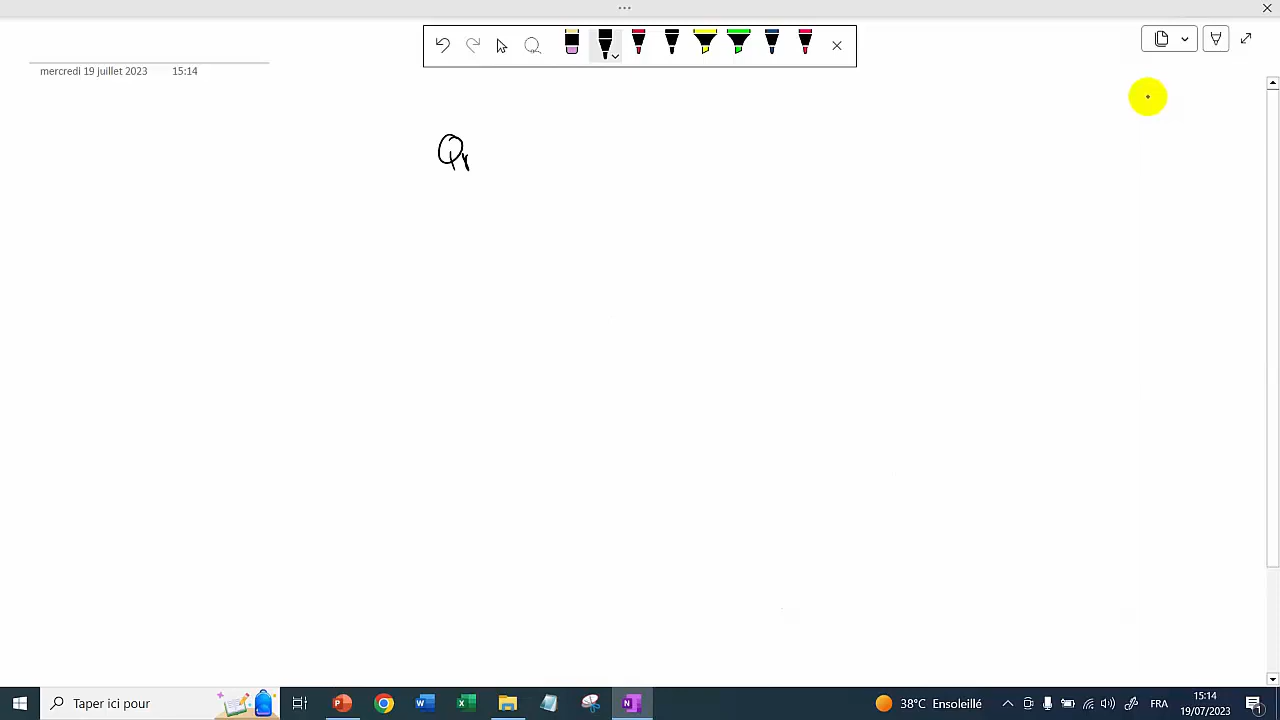 mercredi 19 juillet 2023 15:14
Taper ici pour
38°C Ensoleillé
FRA
15:14
19/07/2023